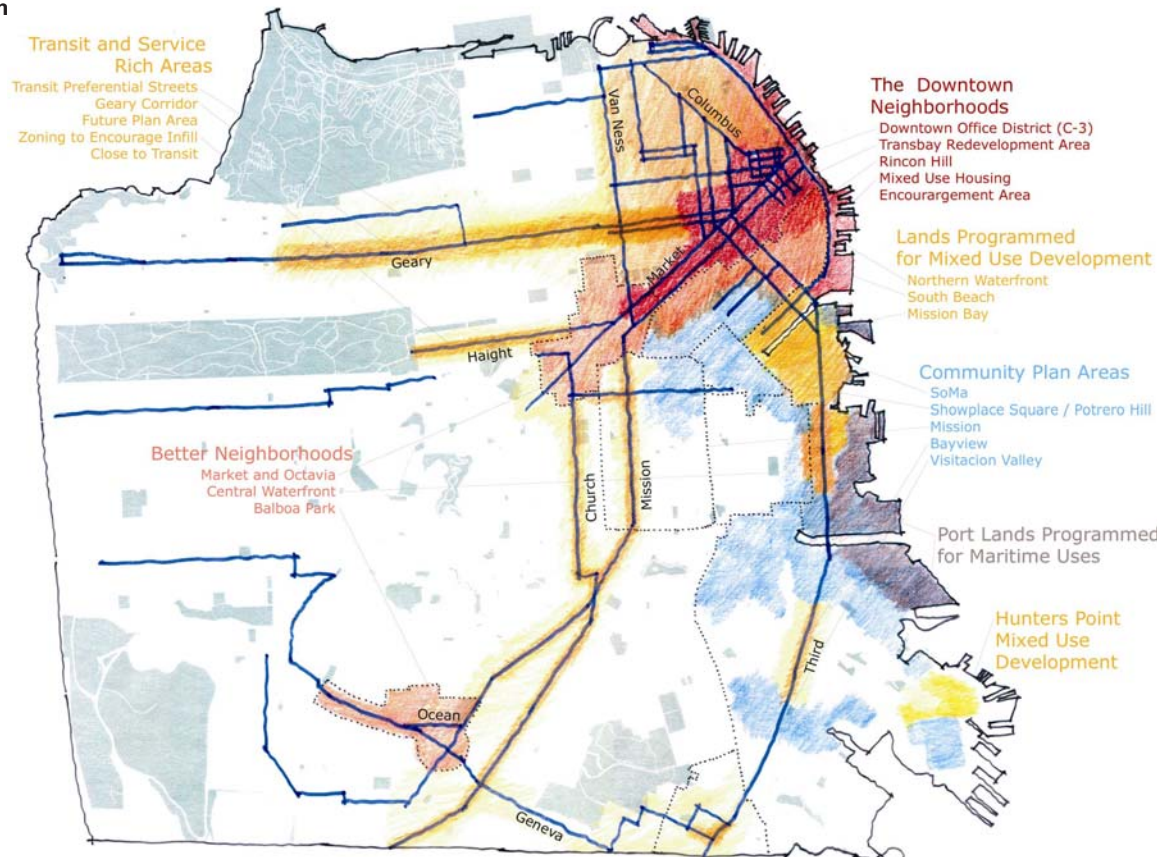 n
Transit and Service
Rich Areas
Transit Preferential Streets
Geary Corridor
Future Plan Area
Zoning to Encourage Infill
Close to Transit
Van Ness
Columbus
The Downtown
Neighborhoods
Downtown Office District (C-3)
Transbay Redevelopment Area
Rincon Hill
Mixed Use Housing
Encourargement Area
Lands Programmed
for Mixed Use Development
Northern Waterfront
South Beach
Mission Bay
Geary
Market
Haight
Community Plan Areas
SoMa
Showplace Square / Potrero Hill
Mission
Bayview
Visitacion Valley
Better Neighborhoods
Market and Octavia
Central Waterfront
Balboa Park
Church
Mission
Port Lands Programmed
for Maritime Uses
Hunters Point
Mixed Use
Development
Third
Ocean
Geneva